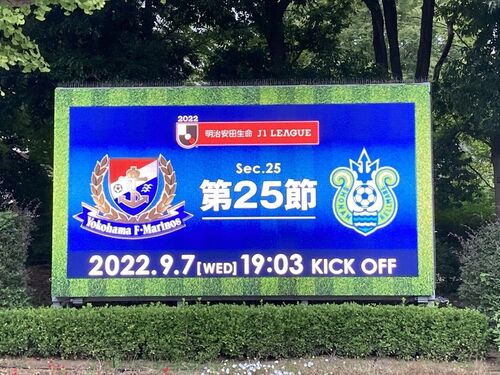 2022
明治安田生命 J1 LEAGUE
Sec.25
第25節
Yokohama F·Marinos
2022.9.7[WED] 19:03 KICK OFF